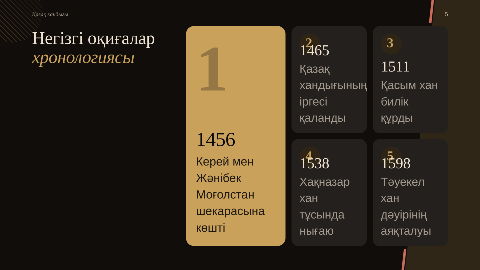 Қазақ хандығы
5
Негізгі оқиғалар
хронологиясы
1
1456
Керей мен
Жәнібек
Моғолстан
шекарасына
көшті
2
1465
Қазақ
хандығының
іргесі
қаланды
3
1511
Қасым хан
билік
құрды
4
1538
Хақназар
хан
тұсында
нығаю
5
1598
Тәуекел
хан
дәуірінің
аяқталуы